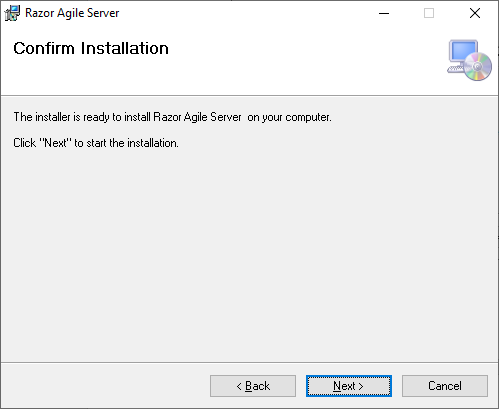 Razor Agile Server
Confirm Installation
The installer is ready to install Razor Agile Server  on your computer.
Click "Next" to start the installation.
< Back
Next >
Cancel